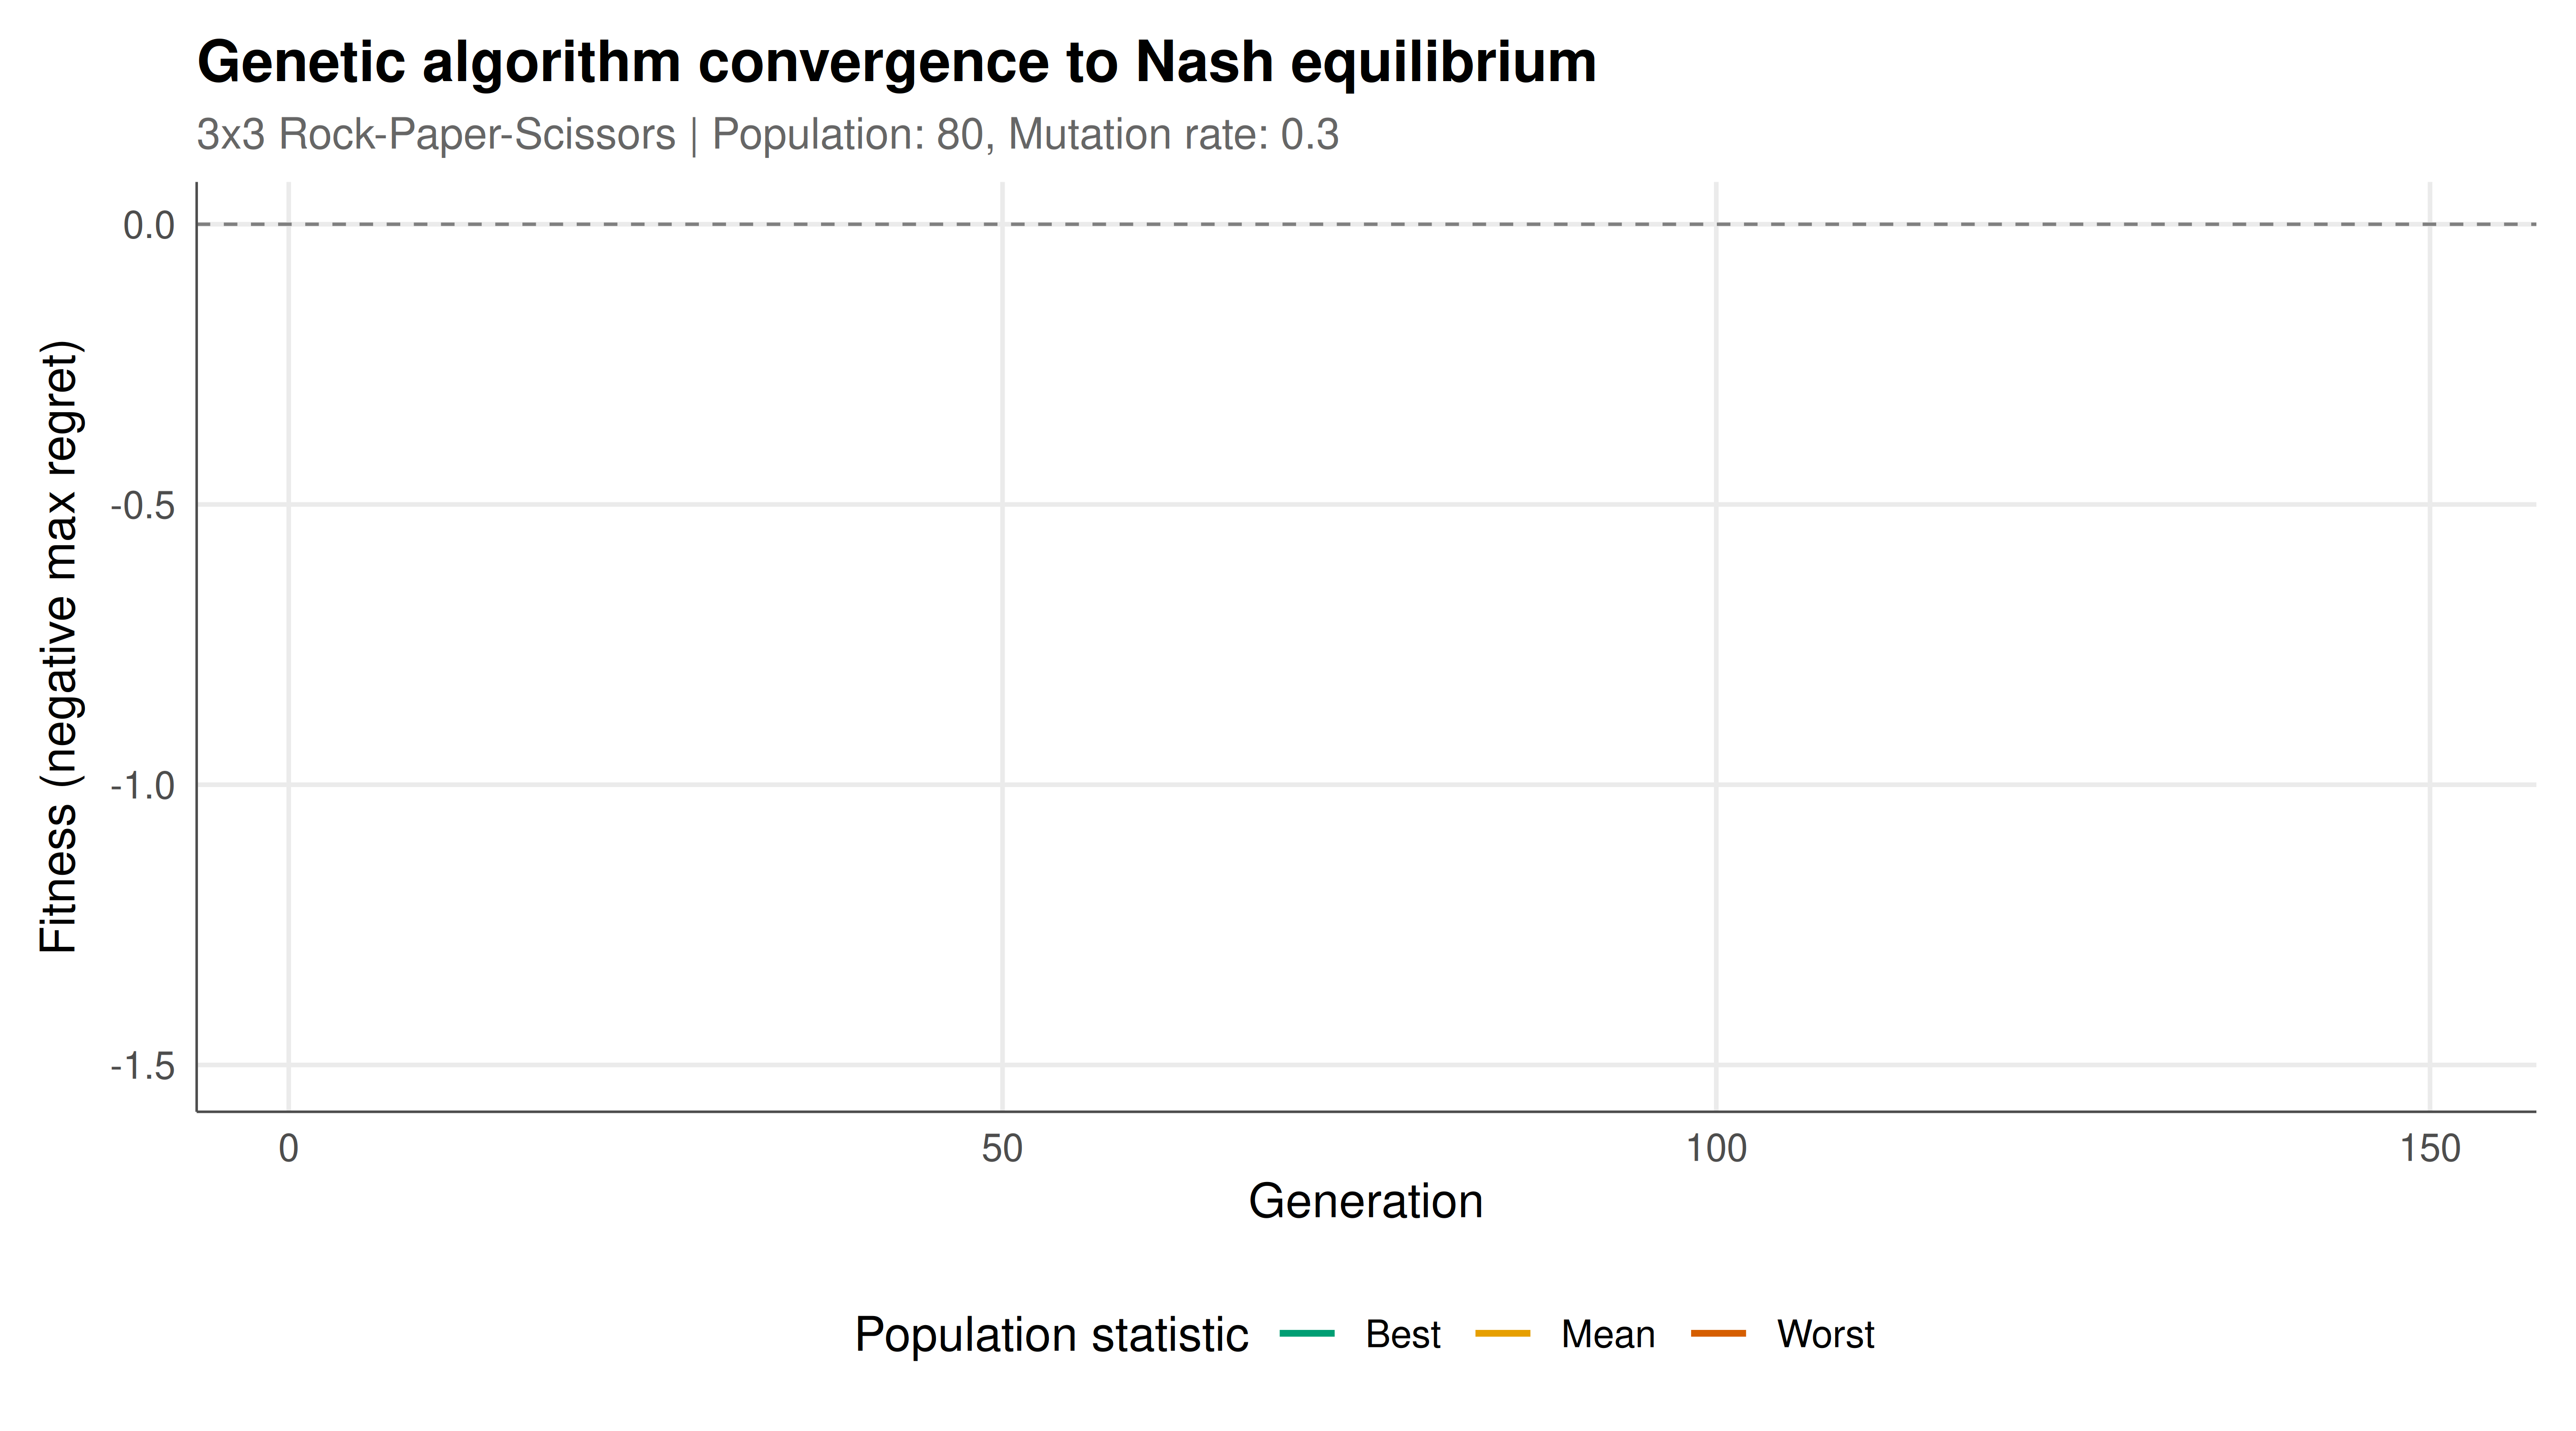 Genetic algorithm convergence to Nash equilibrium
3x3 Rock-Paper-Scissors | Population: 80, Mutation rate: 0.3
Fitness (negative max regret)
0.0
-0.5
-1.0
-1.5
0 50 100 150
Generation
Population statistic Best Mean Worst